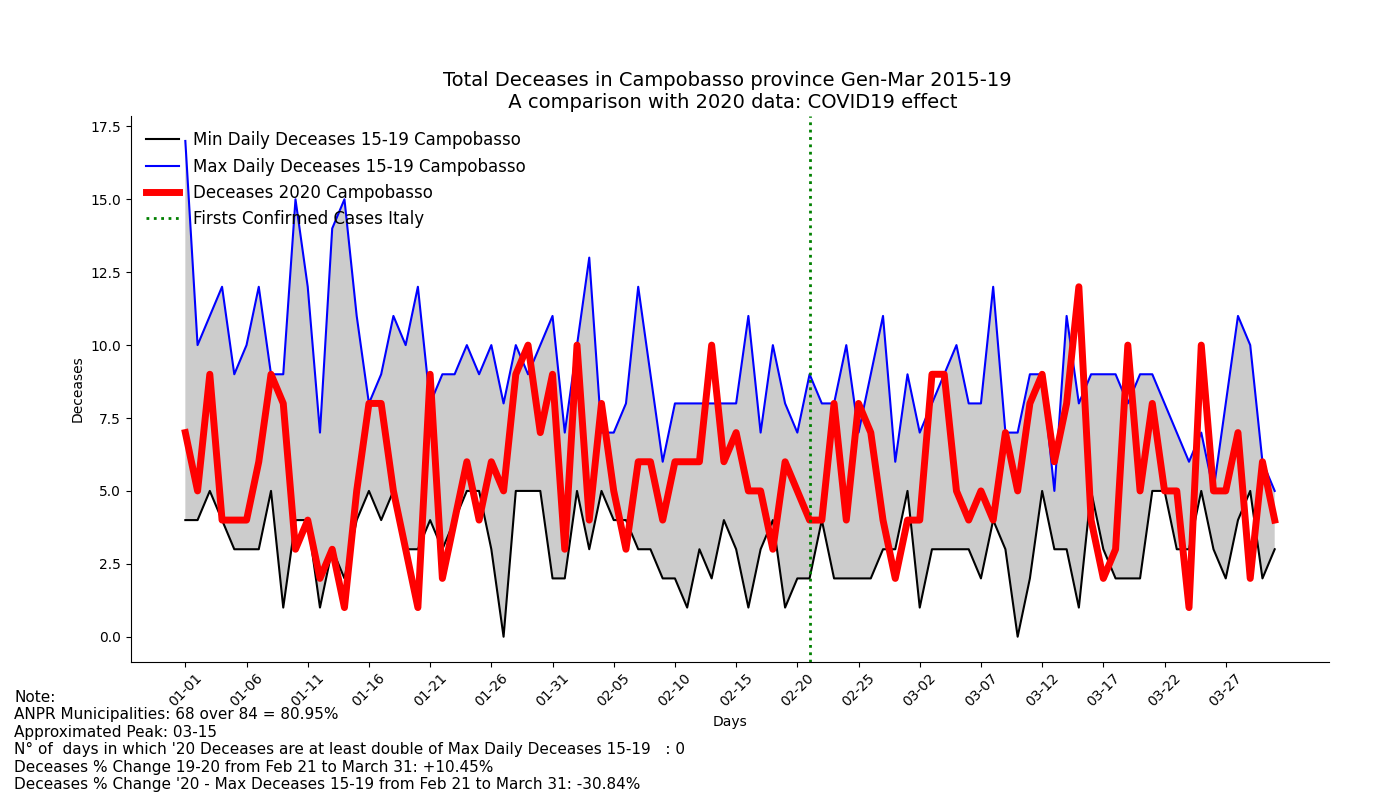 Total Deceases in Campobasso province Gen-Mar 2015-19
A comparison with 2020 data: COVID19 effect
17.5
15.0
12.5
10.0
7.5
5.0
2.5
0.0
Deceases
Min Daily Deceases 15-19 Campobasso
Max Daily Deceases 15-19 Campobasso
Deceases 2020 Campobasso
Firsts Confirmed Cases Italy
01-01
01-06
01-11
01-16
01-21
01-26
01-31
02-05
02-10
02-15
02-20
02-25
03-02
03-07
03-12
03-17
03-22
03-27
Days
Note:
ANPR Municipalities: 68 over 84 = 80.95%
Approximated Peak: 03-15
N° of  days in which '20 Deceases are at least double of Max Daily Deceases 15-19   : 0
Deceases % Change 19-20 from Feb 21 to March 31: +10.45%
Deceases % Change '20 - Max Deceases 15-19 from Feb 21 to March 31: -30.84%